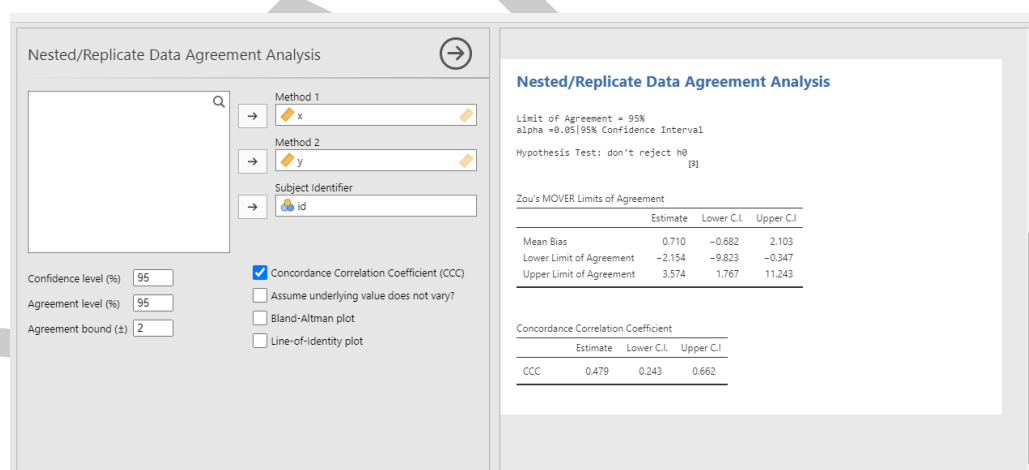 Nested/Replicate Data Agreement Analysis
Method 1
x
Method 2
y
Subject Identifier
id
Confidence level (%) 95
Agreement level (%) 95
Agreement bound (±) 2
Concordance Correlation Coefficient (CCC)
Assume underlying value does not vary?
Bland-Altman plot
Line-of-Identity plot
Nested/Replicate Data Agreement Analysis
Limit of Agreement = 95%
alpha =0.05|95% Confidence Interval
Hypothesis Test: don't reject h0
[3]
Zou's MOVER Limits of Agreement
Estimate Lower C.I. Upper C.I
Mean Bias 0.710 −0.682 2.103
Lower Limit of Agreement −2.154 −9.823 −0.347
Upper Limit of Agreement 3.574 1.767 11.243
Concordance Correlation Coefficient
Estimate Lower C.I. Upper C.I
CCC 0.479 0.243 0.662